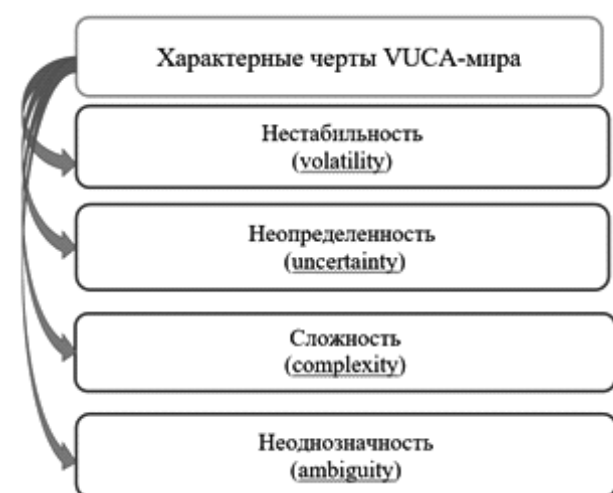 Характерные черты VUCA-мира
Нестабильность
(volatility)
Неопределенность
(uncertainty)
Сложность
(complexity)
Неоднозначность
(ambiguity)